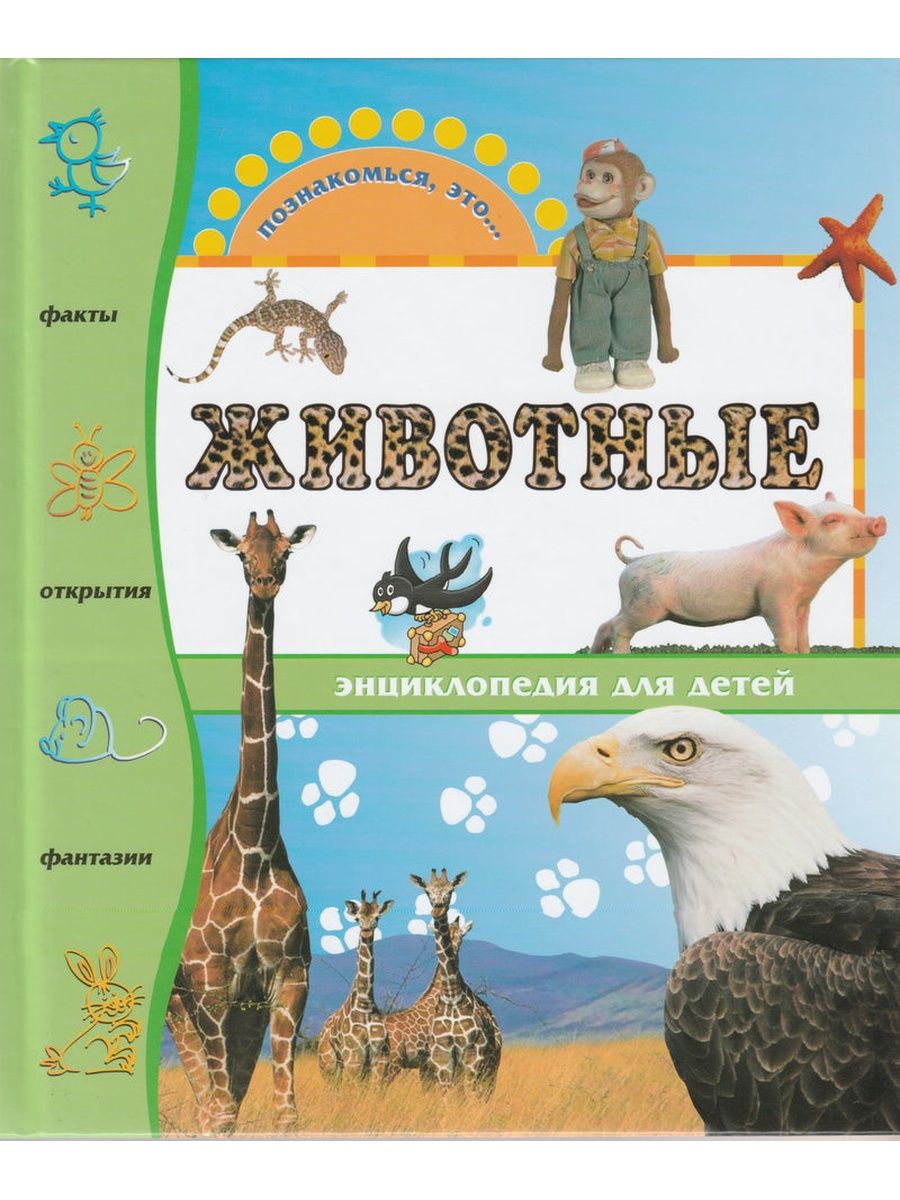 познакомься, это...
факты
ЖИВОТНЫЕ
открытия
энциклопедия для детей
фантазии